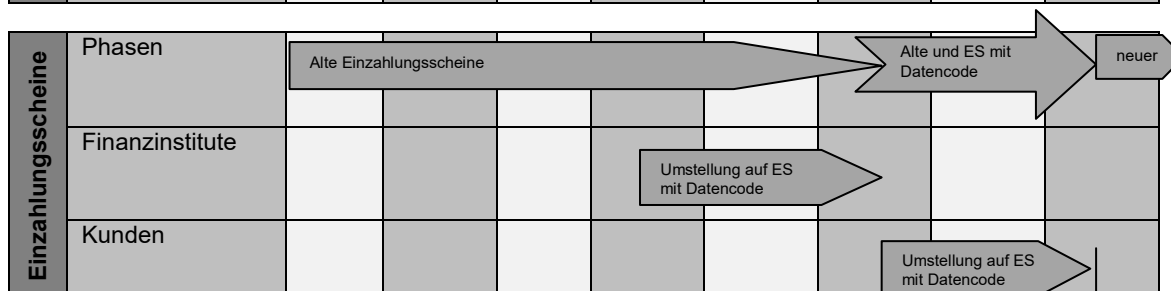 Einzahlungsscheine
Phasen
Alte Einzahlungsscheine
Alte und ES mit
Datencode
neuer
Finanzinstitute
Umstellung auf ES
mit Datencode
Kunden
Umstellung auf ES
mit Datencode